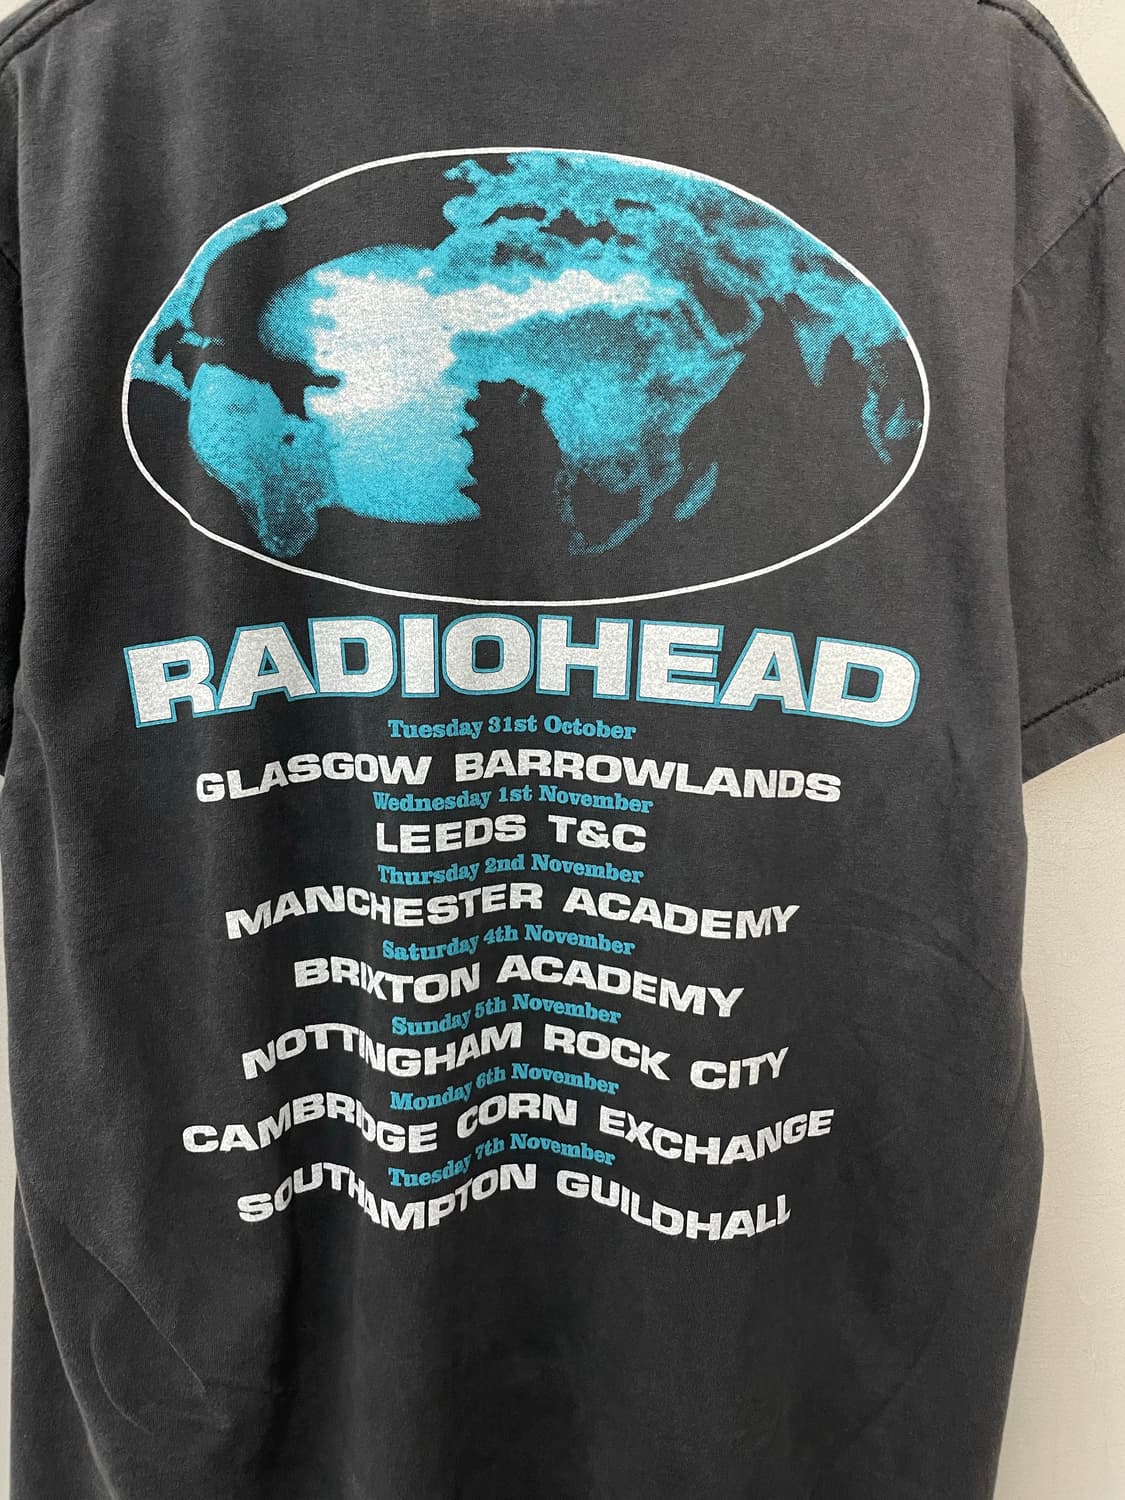 RADIOHEAD
Tuesday 31st October
GLASGOW BARROWLANDS
Wednesday 1st November
LEEDS T&C
Thursday 2nd November
MANCHESTER ACADEMY
Saturday 4th November
BRIXTON ACADEMY
Sunday 5th November
NOTTINGHAM ROCK CITY
Monday 6th November
CAMBRIDGE CORN EXCHANGE
Tuesday 7th November
SOUTHAMPTON GUILDHALL